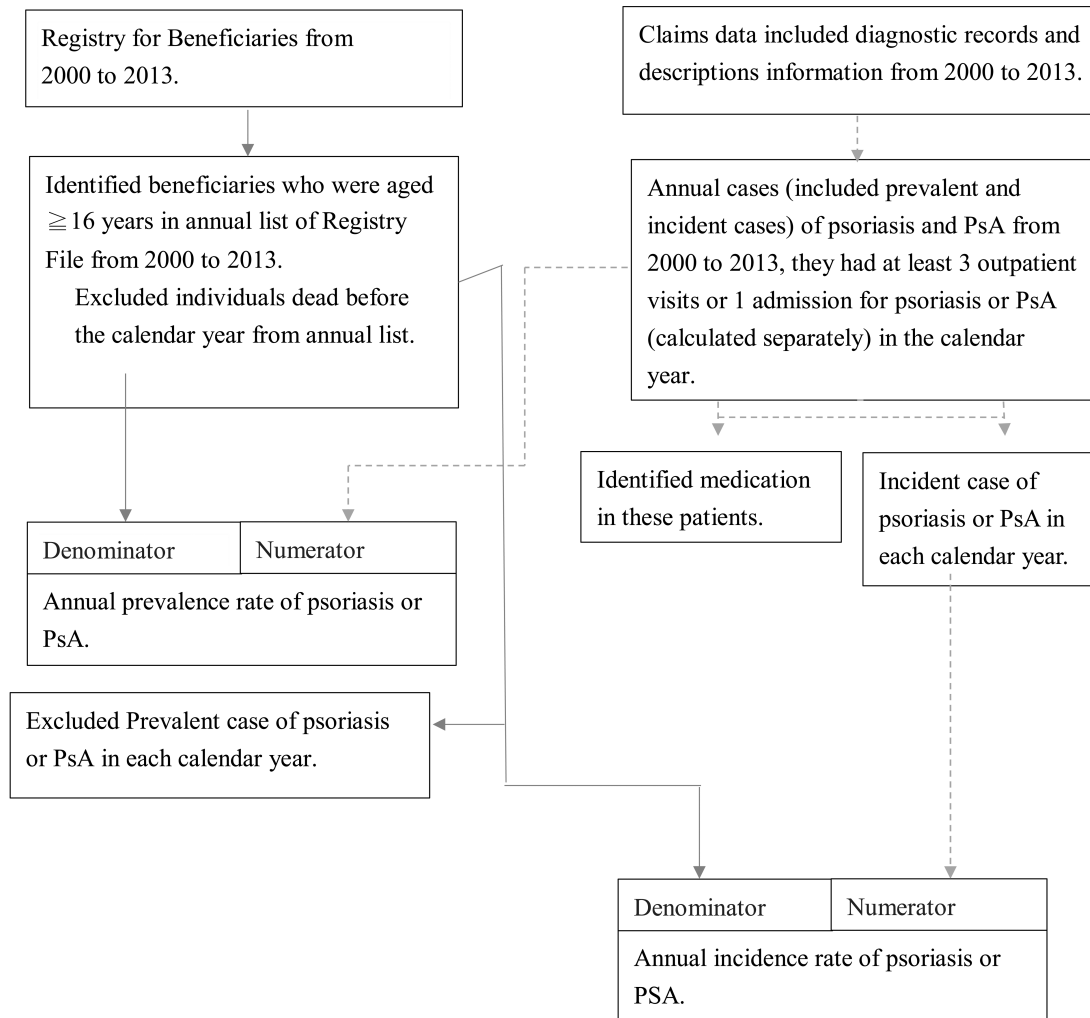 Registry for Beneficiaries from
2000 to 2013.
Claims data included diagnostic records and
descriptions information from 2000 to 2013.
Identified beneficiaries who were aged
≧16 years in annual list of Registry
File from 2000 to 2013.
Excluded individuals dead before
the calendar year from annual list.
Annual cases (included prevalent and
incident cases) of psoriasis and PsA from
2000 to 2013, they had at least 3 outpatient
visits or 1 admission for psoriasis or PsA
(calculated separately) in the calendar
year.
Identified medication
in these patients.
Incident case of
psoriasis or PsA in
each calendar year.
Denominator
Numerator
Annual prevalence rate of psoriasis or
PsA.
Excluded Prevalent case of psoriasis
or PsA in each calendar year.
Denominator
Numerator
Annual incidence rate of psoriasis or
PSA.